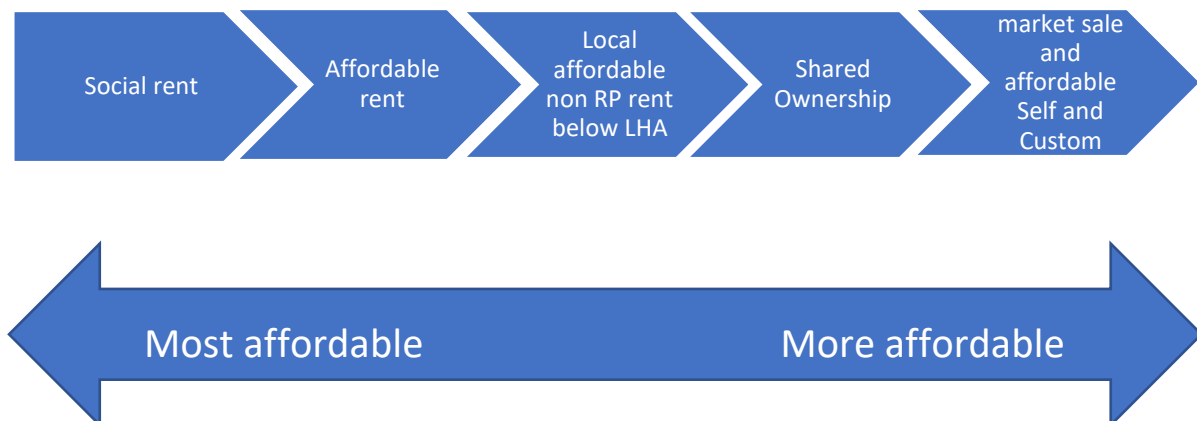 Social rent
Affordable
rent
Local
affordable
non RP rent
below LHA
Shared
Ownership
market sale
and
affordable
Self and
Custom
Most affordable
More affordable